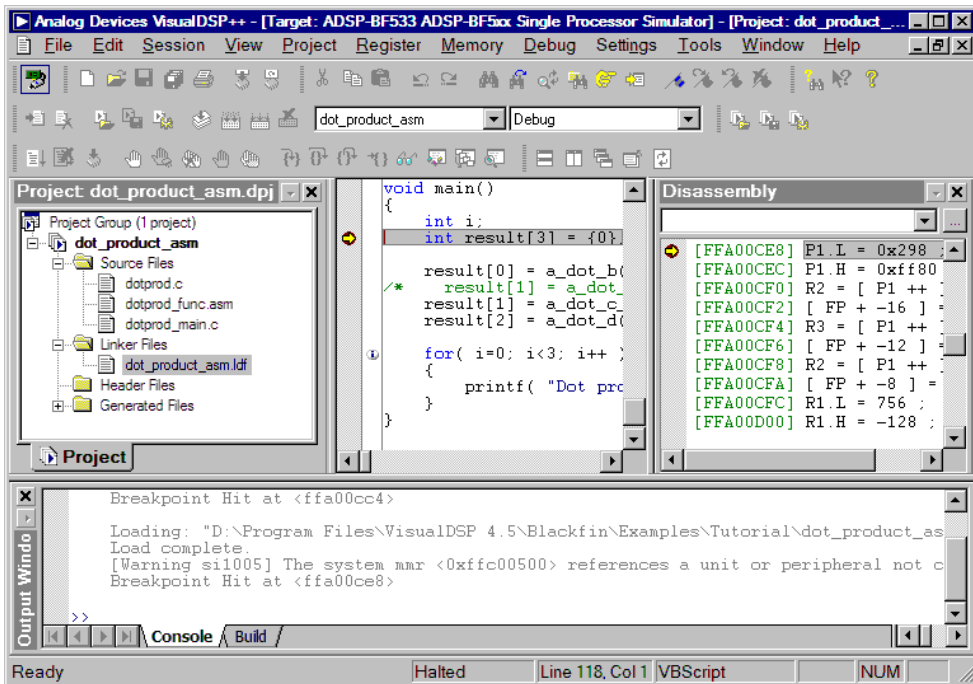 Analog Devices VisualDSP++ - [Target: ADSP-BF533 ADSP-BF5xx Single Processor Simulator] - [Project: dot_product_...
File Edit Session View Project Register Memory Debug Settings Tools Window Help
dot_product_asm Debug
Project: dot_product_asm.dpj
Project Group (1 project)
dot_product_asm
Source Files
dotprod.c
dotprod_func.asm
dotprod_main.c
Linker Files
dot_product_asm.ldf
Header Files
Generated Files
Project
void main()
{
int i;
int result[3] = {0}
result[0] = a_dot_b(
/* result[1] = a_dot_
result[1] = a_dot_c_
result[2] = a_dot_d(
for( i=0; i<3; i++ )
{
printf( "Dot pro
}
}
Disassembly
...
[FFA00CE8] P1.L = 0x298 ;
[FFA00CEC] P1.H = 0xff80
[FFA00CF0] R2 = [ P1 ++ ]
[FFA00CF2] [ FP + -16 ] =
[FFA00CF4] R3 = [ P1 ++ ]
[FFA00CF6] [ FP + -12 ] =
[FFA00CF8] R2 = [ P1 ++ ]
[FFA00CFA] [ FP + -8 ] =
[FFA00CFC] R1.L = 756 ;
[FFA00D00] R1.H = -128 ;
Output Windo
Breakpoint Hit at <ffa00cc4>
Loading: "D:\Program Files\VisualDSP 4.5\Blackfin\Examples\Tutorial\dot_product_as
Load complete.
[Warning si1005] The system mmr <0xffc00500> references a unit or peripheral not c
Breakpoint Hit at <ffa00ce8>
>>
Console Build
Ready Halted Line 118, Col 1 VBScript NUM